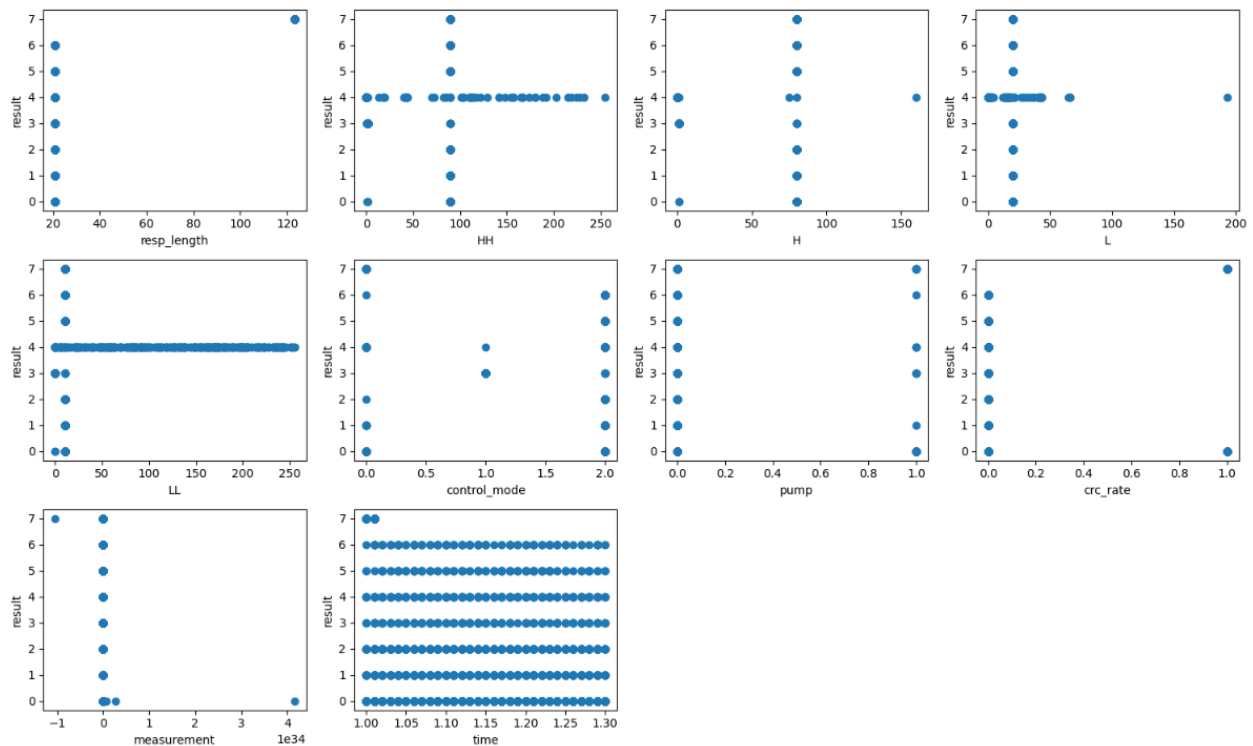 7
6
5
4
3
2
1
0
result
20 40 60 80 100 120
resp_length
7
6
5
4
3
2
1
0
result
0 50 100 150 200 250
HH
7
6
5
4
3
2
1
0
result
0 50 100 150
H
7
6
5
4
3
2
1
0
result
0 50 100 150 200
L
7
6
5
4
3
2
1
0
result
0 50 100 150 200 250
LL
7
6
5
4
3
2
1
0
result
0.0 0.5 1.0 1.5 2.0
control_mode
7
6
5
4
3
2
1
0
result
0.0 0.2 0.4 0.6 0.8 1.0
pump
7
6
5
4
3
2
1
0
result
0.0 0.2 0.4 0.6 0.8 1.0
crc_rate
7
6
5
4
3
2
1
0
result
−1 0 1 2 3 4
measurement 1e34
7
6
5
4
3
2
1
0
result
1.00 1.05 1.10 1.15 1.20 1.25 1.30
time